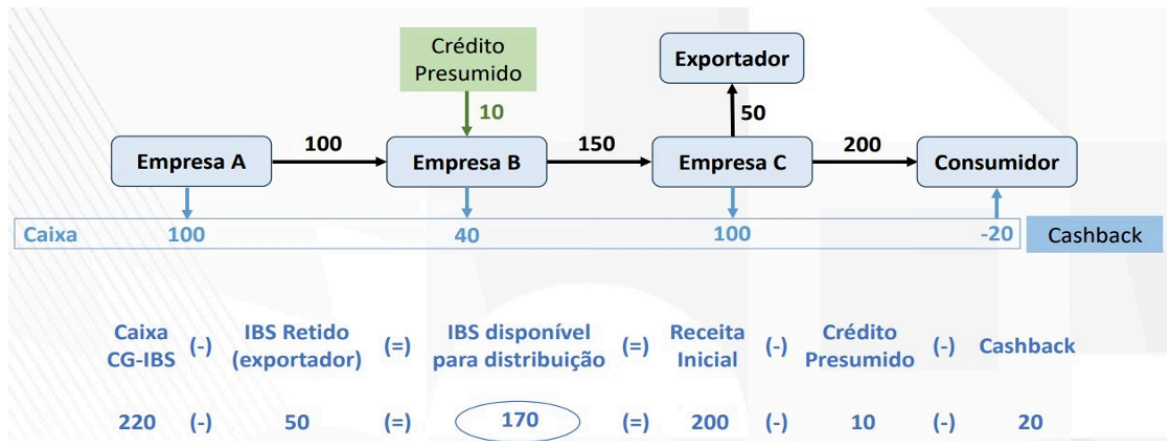 Crédito
Presumido
Exportador
10
50
Empresa A
100
Empresa B
150
Empresa C
200
Consumidor
Caixa
100
40
100
-20
Cashback
Caixa
CG-IBS
(-)
IBS Retido
(exportador)
(=)
IBS disponível
para distribuição
(=)
Receita
Inicial
(-)
Crédito
Presumido
(-)
Cashback
220 (-) 50 (=) 170 (=) 200 (-) 10 (-) 20